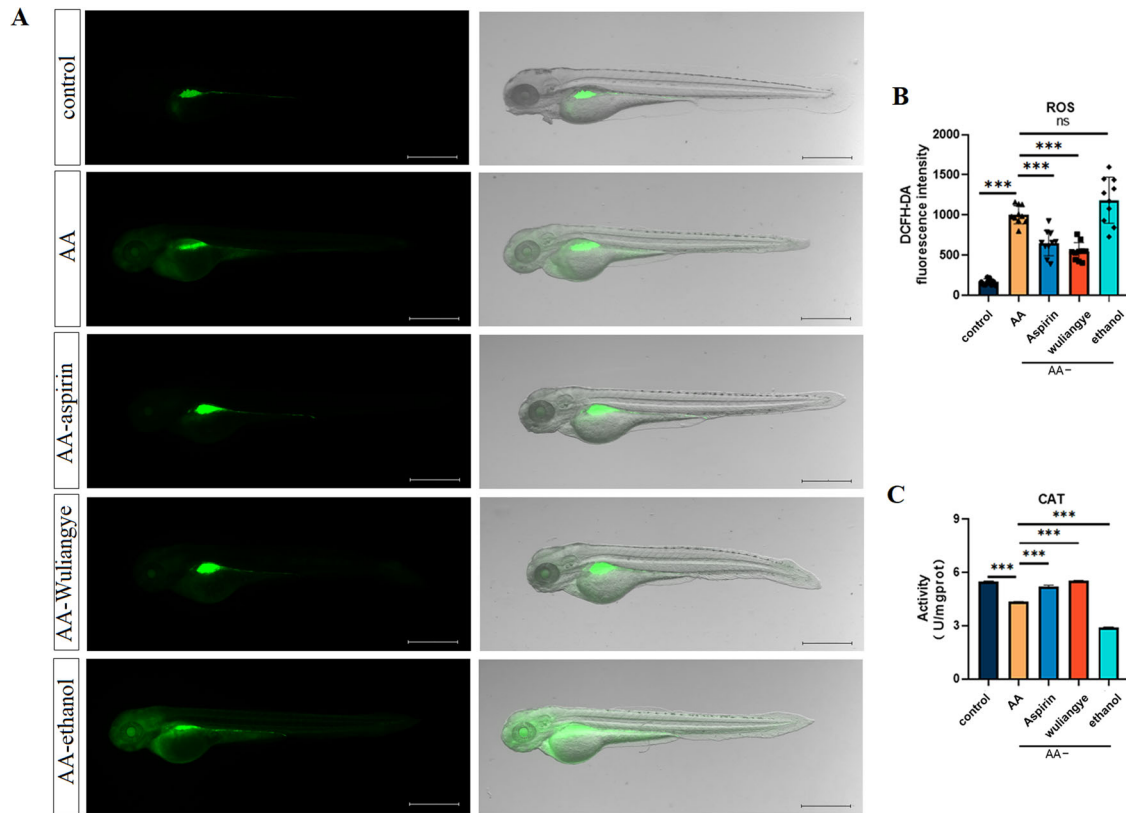 A
control
AA
AA-aspirin
AA-Wuliangye
AA-ethanol
B
ROS
ns
***
***
***
DCFH-DA
fluorescence intensity
2000
1500
1000
500
0
control
AA
Aspirin
wuliangye
ethanol
AA-
C
CAT
***
***
***
***
Activity
( U/mgprot)
9
6
3
0
control
AA
Aspirin
wuliangye
ethanol
AA-